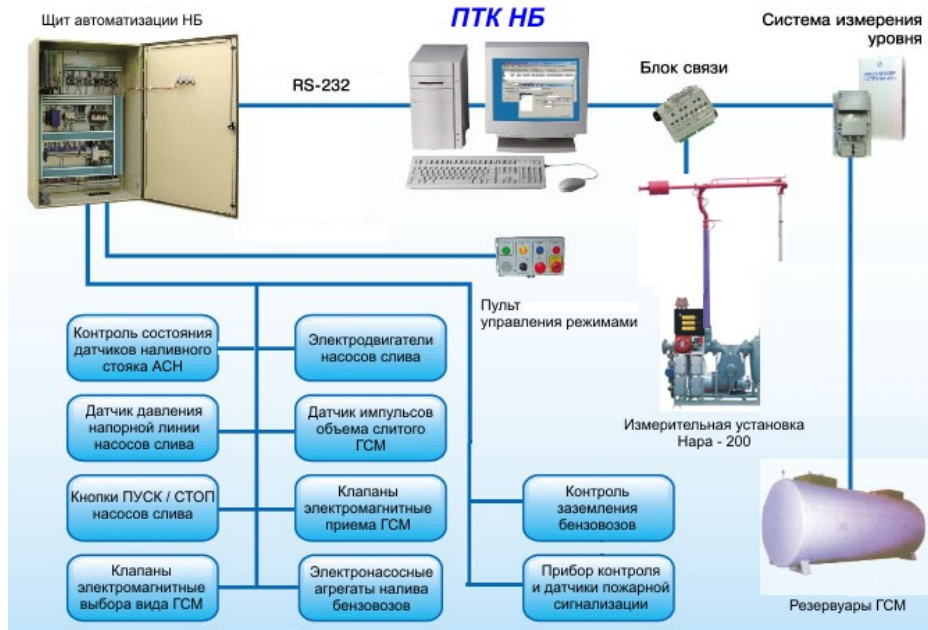 Щит автоматизации НБ
ПТК НБ
Система измерения
уровня
RS-232
Блок связи
Пульт
управления режимами
Контроль состояния
датчиков наливного
стояка АСН
Электродвигатели
насосов слива
Датчик давления
напорной линии
насосов слива
Датчик импульсов
объема слитого
ГСМ
Измерительная установка
Нара - 200
Кнопки ПУСК / СТОП
насосов слива
Клапаны
электромагнитные
приема ГСМ
Контроль
заземления
бензовозов
Клапаны
электромагнитные
выбора вида ГСМ
Электронасосные
агрегаты налива
бензовозов
Прибор контроля
и датчики пожарной
сигнализации
Резервуары ГСМ